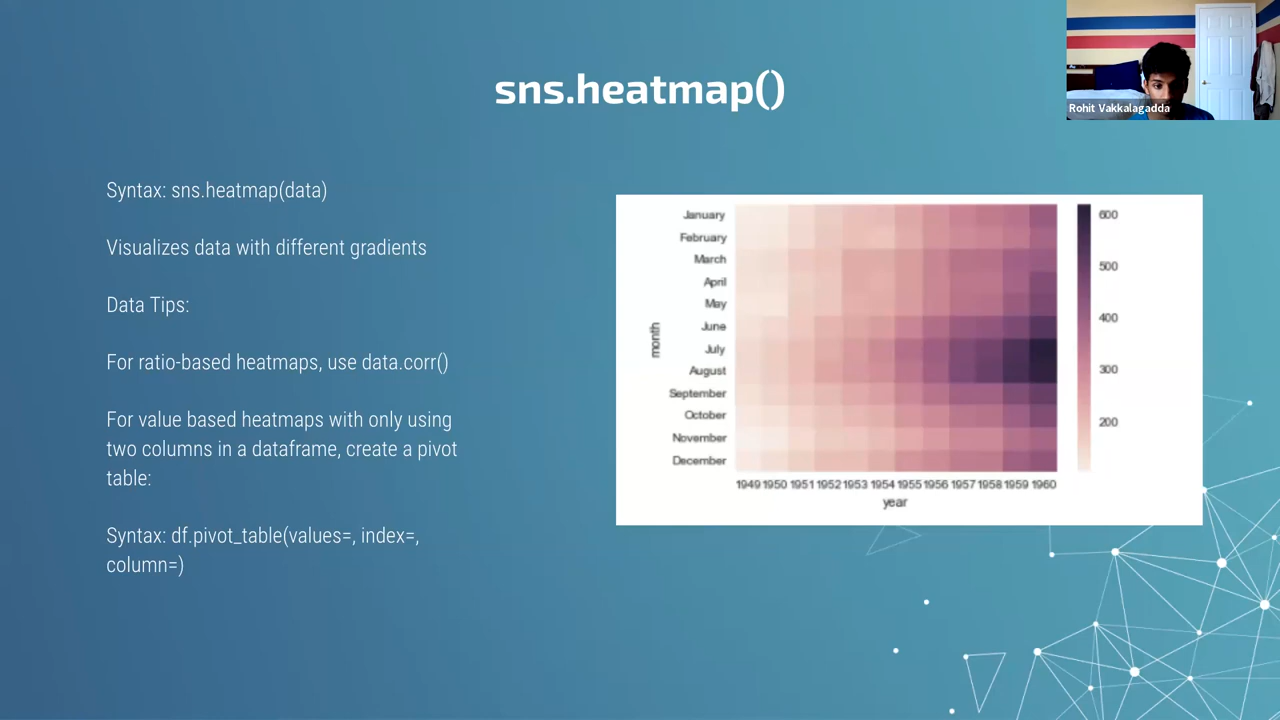 sns.heatmap()
Rohit Vakkalagadda
Syntax: sns.heatmap(data)
Visualizes data with different gradients
Data Tips:
For ratio-based heatmaps, use data.corr()
For value based heatmaps with only using
two columns in a dataframe, create a pivot
table:
Syntax: df.pivot_table(values=, index=,
column=)
month
January
February
March
April
May
June
July
August
September
October
November
December
1949 1950 1951 1952 1953 1954 1955 1956 1957 1958 1959 1960
year
600
500
400
300
200